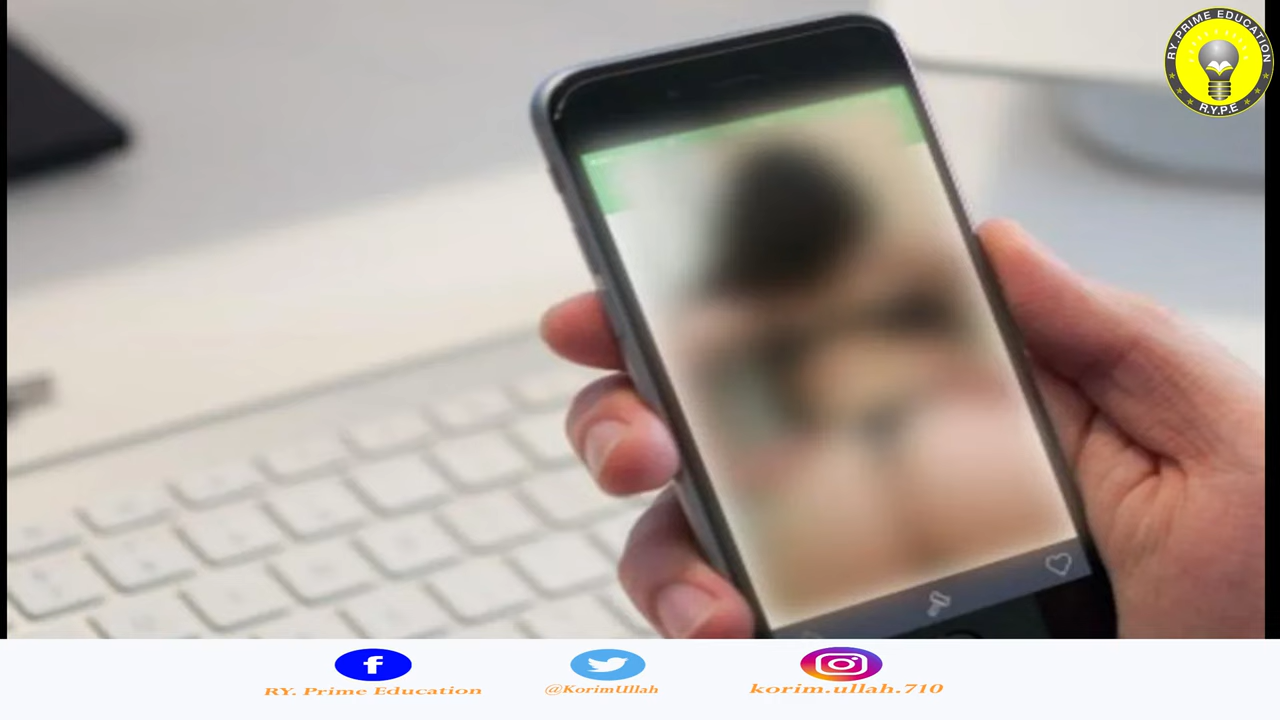 RY.PRIME EDUCATION
R.Y.P.E
f
RY. Prime Education
@KorimUllah
korim.ullah.710